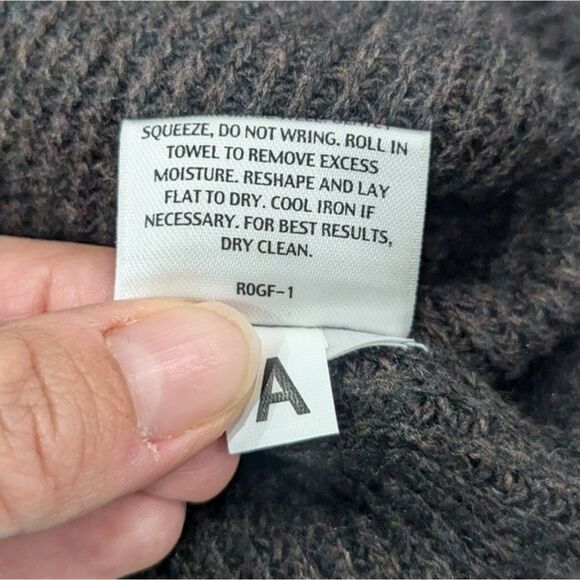 SQUEEZE, DO NOT WRING. ROLL IN
TOWEL TO REMOVE EXCESS
MOISTURE. RESHAPE AND LAY
FLAT TO DRY. COOL IRON IF
NECESSARY. FOR BEST RESULTS,
DRY CLEAN.
R0GF-1
A